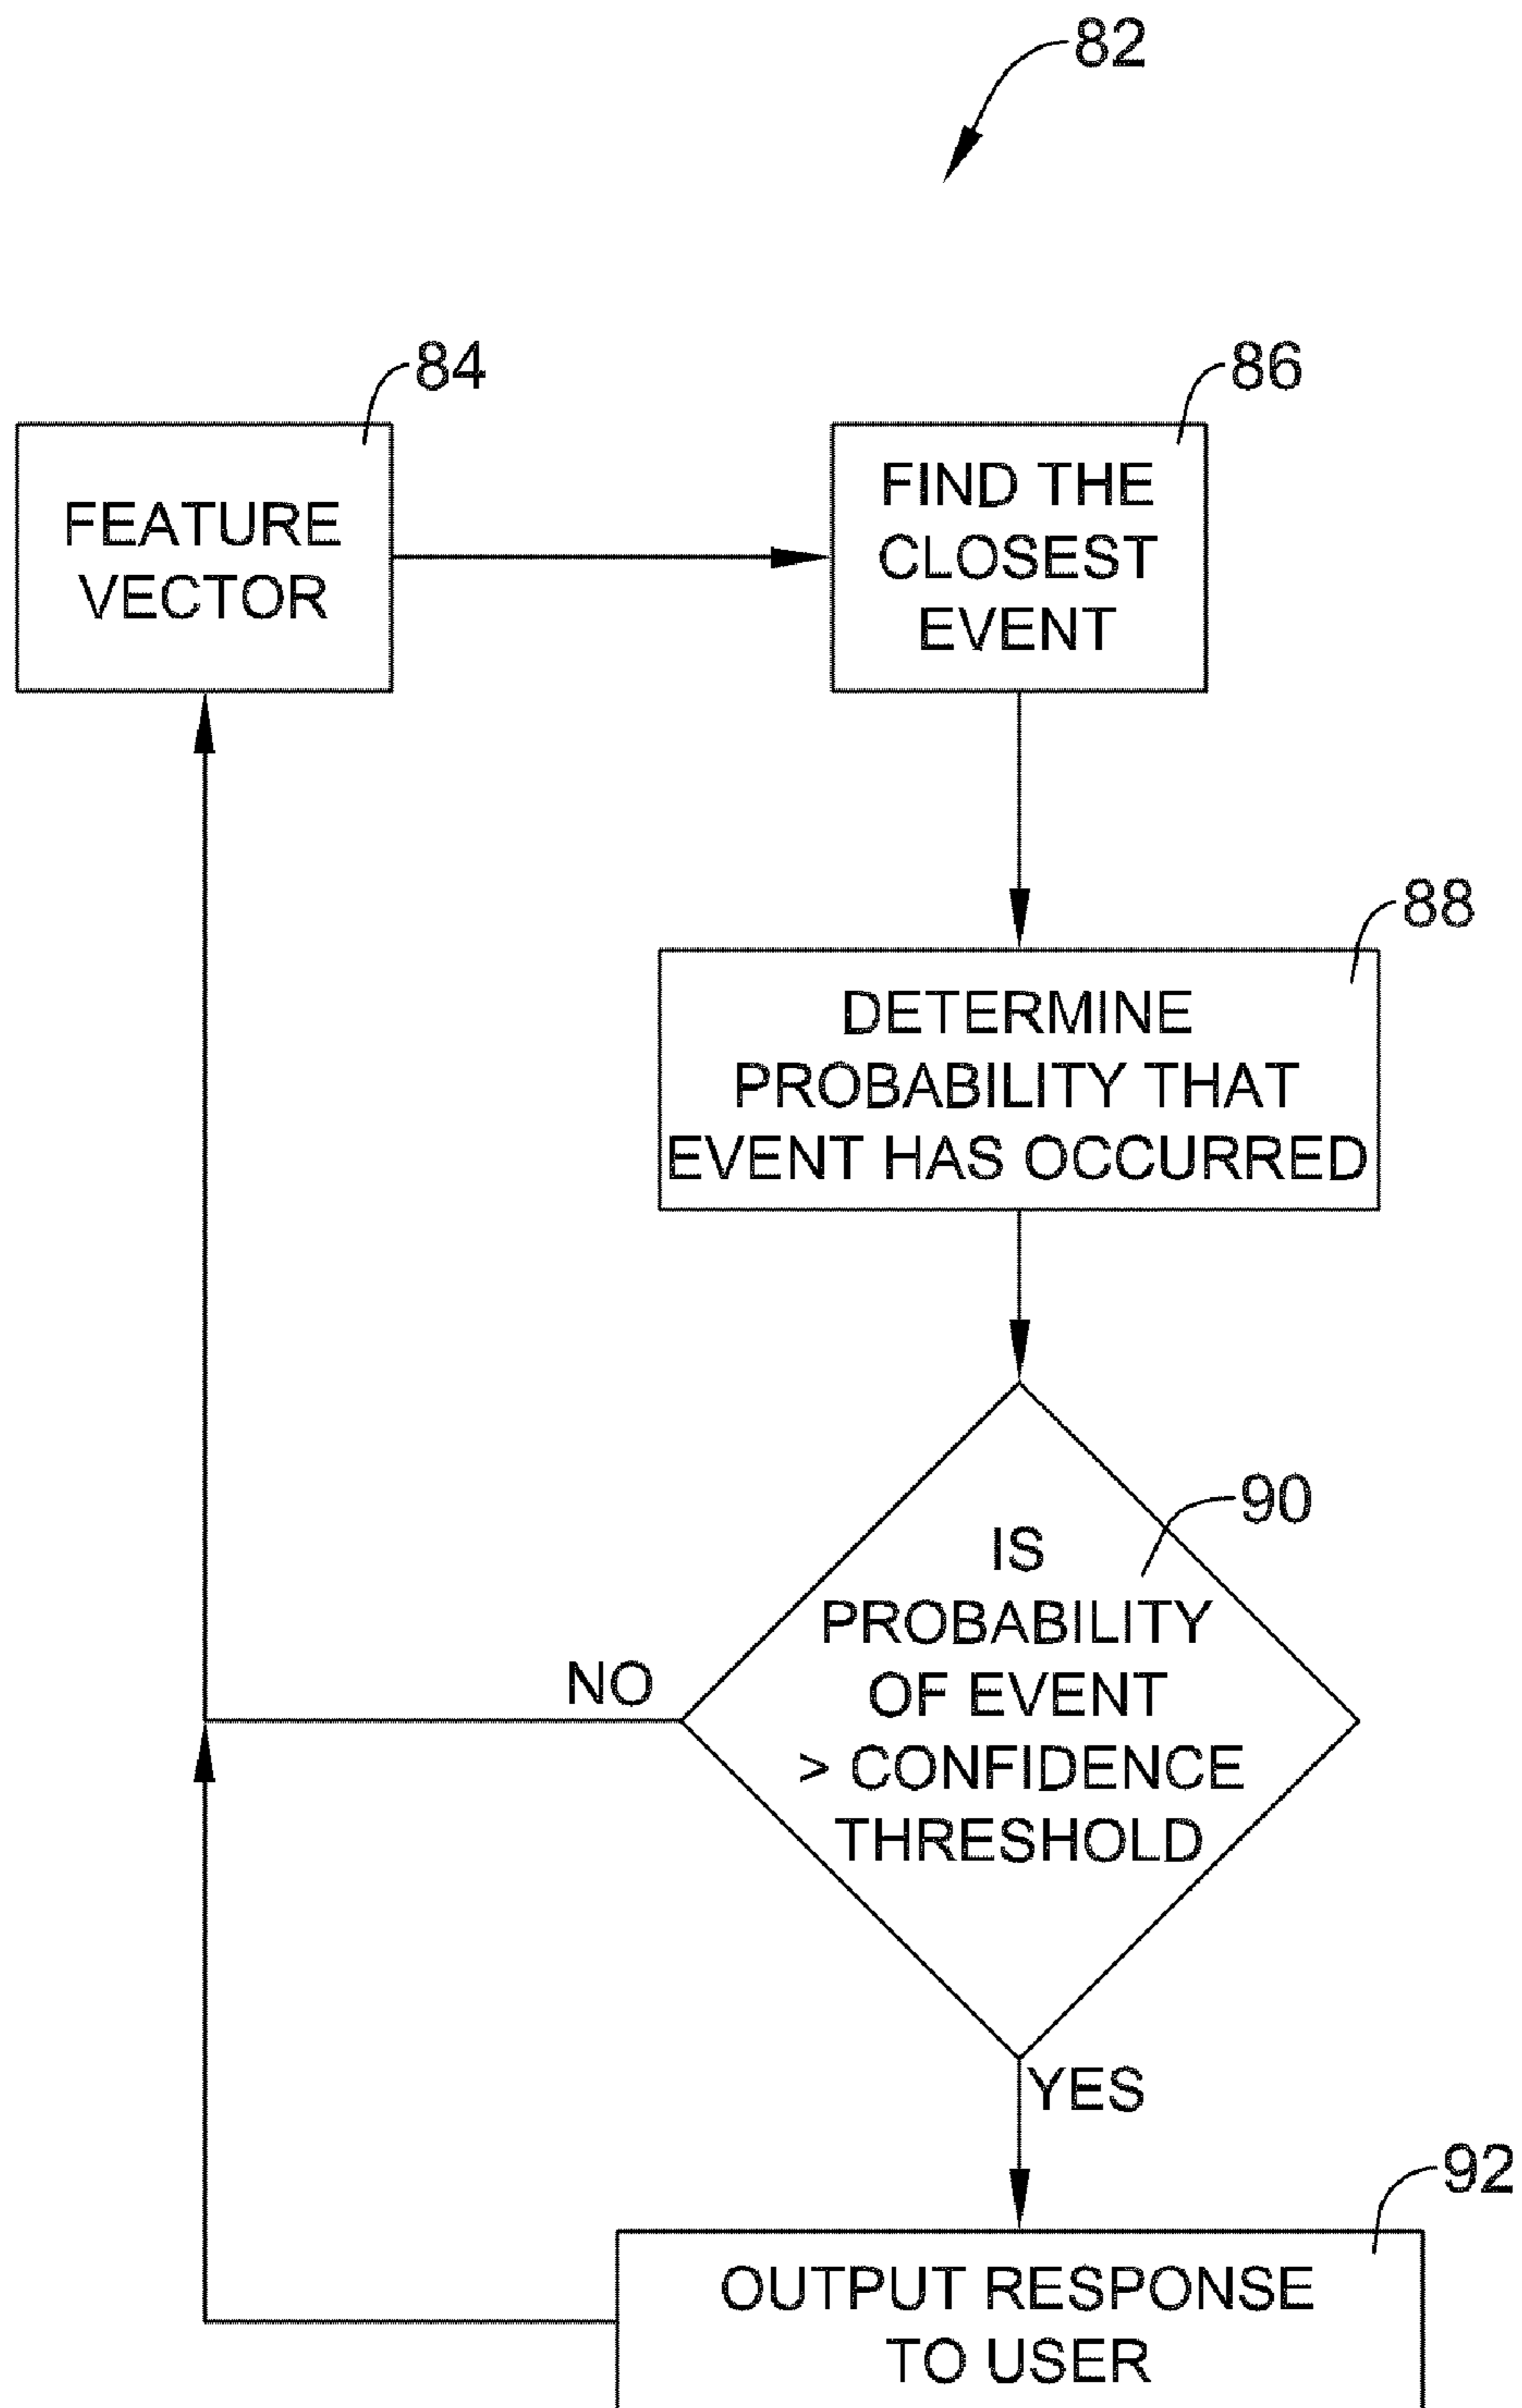 82
84
FEATURE
VECTOR
86
FIND THE
CLOSEST
EVENT
88
DETERMINE
PROBABILITY THAT
EVENT HAS OCCURRED
90
IS
PROBABILITY
OF EVENT
> CONFIDENCE
THRESHOLD
NO
YES
92
OUTPUT RESPONSE
TO USER